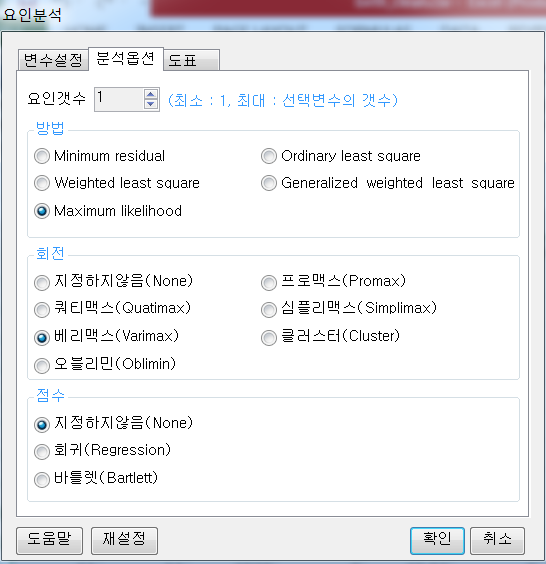 요인분석
변수설정 분석옵션 도표
요인갯수 1 (최소 : 1, 최대 : 선택변수의 갯수)
방법
Minimum residual Ordinary least square
Weighted least square Generalized weighted least square
Maximum likelihood
회전
지정하지않음(None) 프로맥스(Promax)
쿼티맥스(Quatimax) 심플리맥스(Simplimax)
베리맥스(Varimax) 클러스터(Cluster)
오블리민(Oblimin)
점수
지정하지않음(None)
회귀(Regression)
바틀렛(Bartlett)
도움말 재설정 확인 취소